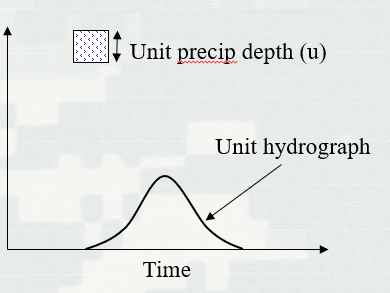 Unit precip depth (u)
Unit hydrograph
Time